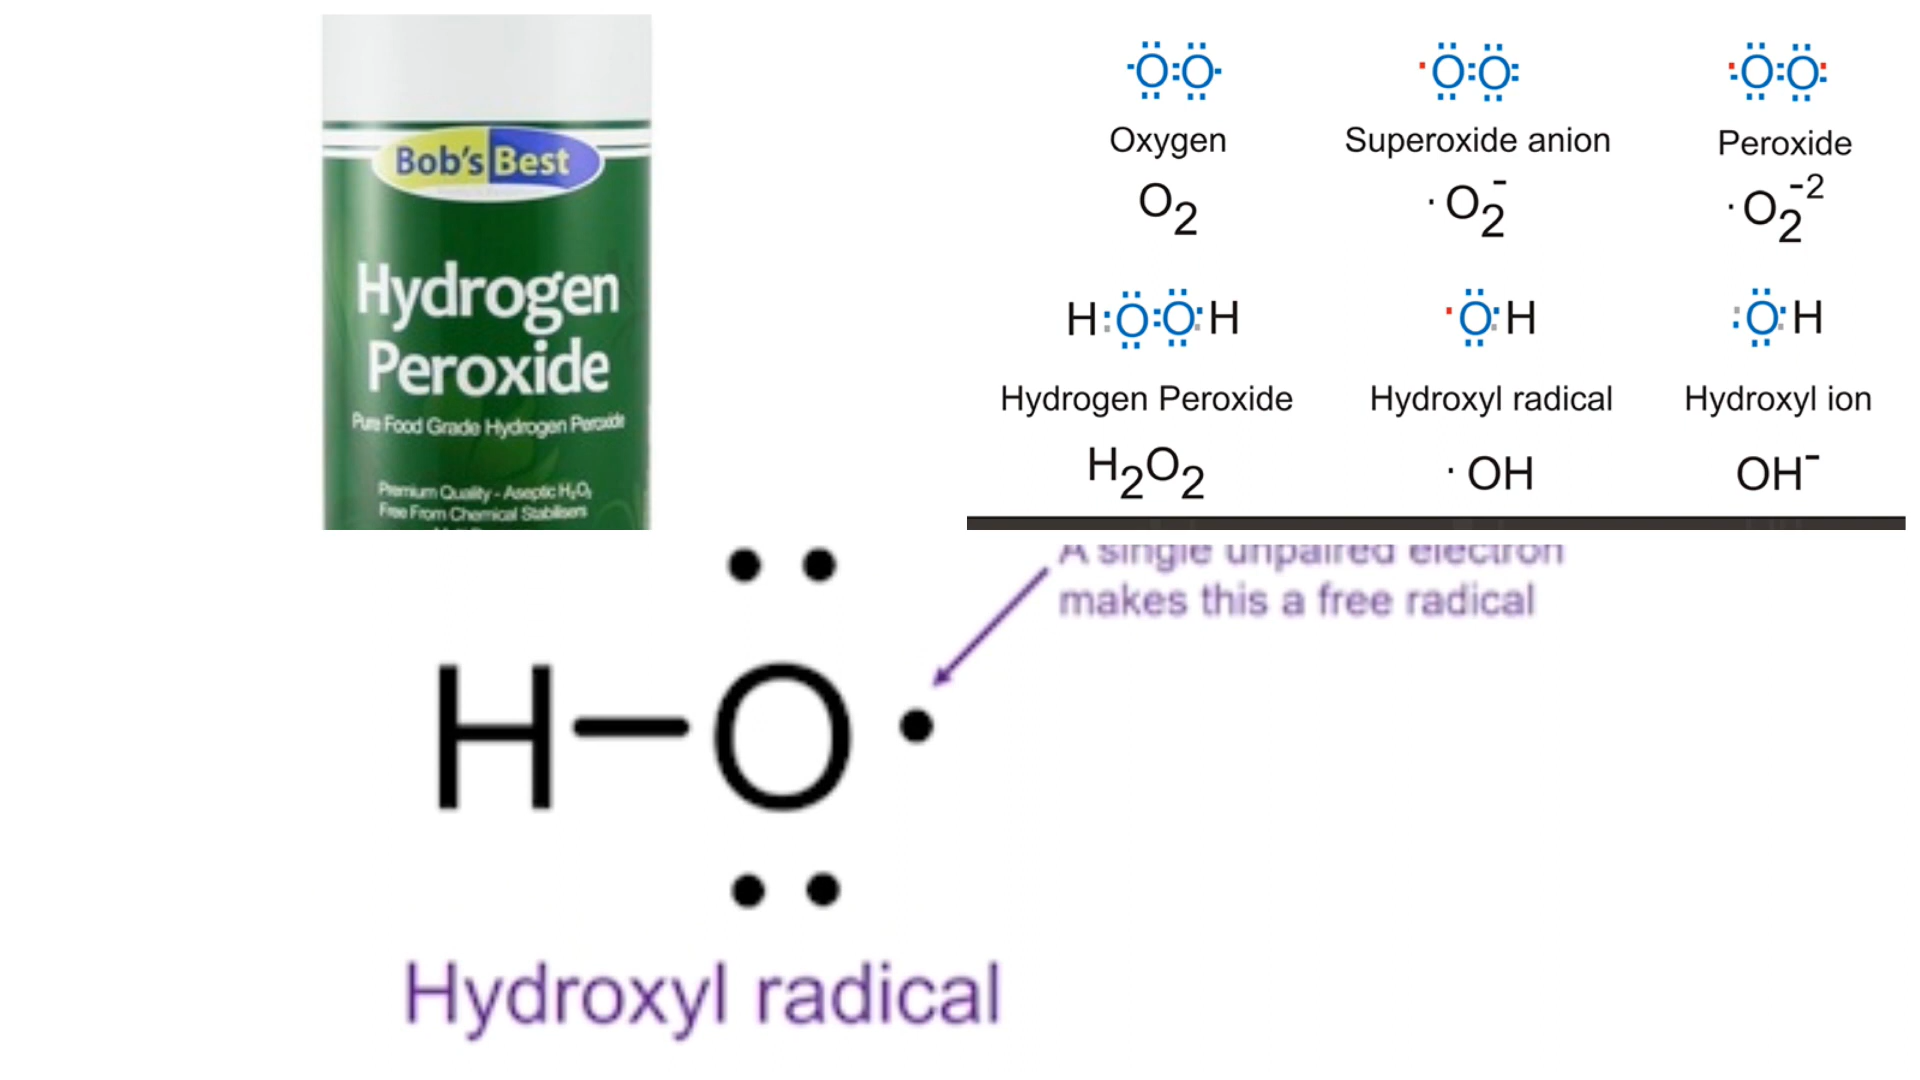 Bob's Best
Hydrogen
Peroxide
Pure Food Grade Hydrogen Peroxide
Premium Quality - Aseptic H₂O₂
Free From Chemical Stabilisers
·O:O·
Oxygen
O₂
·O:O:
Superoxide anion
·O₂⁻
:O:O:
Peroxide
·O₂⁻²
H:O:O:H
Hydrogen Peroxide
H₂O₂
·O:H
Hydroxyl radical
·OH
:O:H
Hydroxyl ion
OH⁻
A single unpaired electron
makes this a free radical
H–O·
Hydroxyl radical